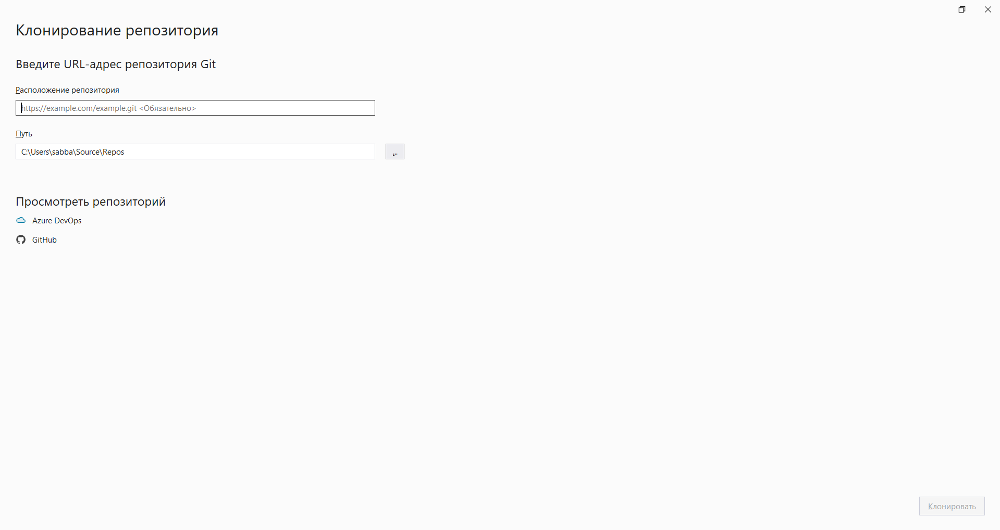 Клонирование репозитория
Введите URL-адрес репозитория Git
Расположение репозитория
https://example.com/example.git <Обязательно>
Путь
C:\Users\sabba\Source\Repos
...
Просмотреть репозиторий
Azure DevOps
GitHub
Клонировать